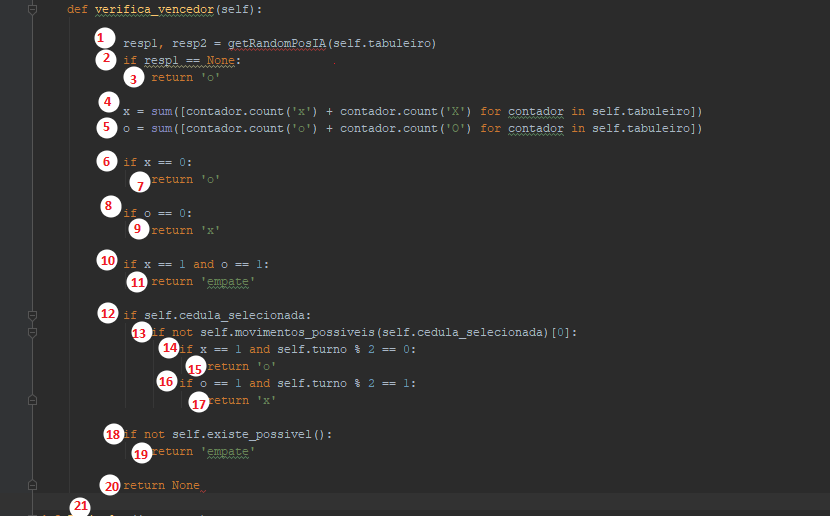 def verifica_vencedor(self):
1 resp1, resp2 = getRandomPosIA(self.tabuleiro)
2 if resp1 == None:
3 return 'o'
4 x = sum([contador.count('x') + contador.count('X') for contador in self.tabuleiro])
5 o = sum([contador.count('o') + contador.count('O') for contador in self.tabuleiro])
6 if x == 0:
7 return 'o'
8 if o == 0:
9 return 'x'
10 if x == 1 and o == 1:
11 return 'empate'
12 if self.cedula_selecionada:
13 if not self.movimentos_possiveis(self.cedula_selecionada)[0]:
14 if x == 1 and self.turno % 2 == 0:
15 return 'o'
16 if o == 1 and self.turno % 2 == 1:
17 return 'x'
18 if not self.existe_possivel():
19 return 'empate'
20 return None
21